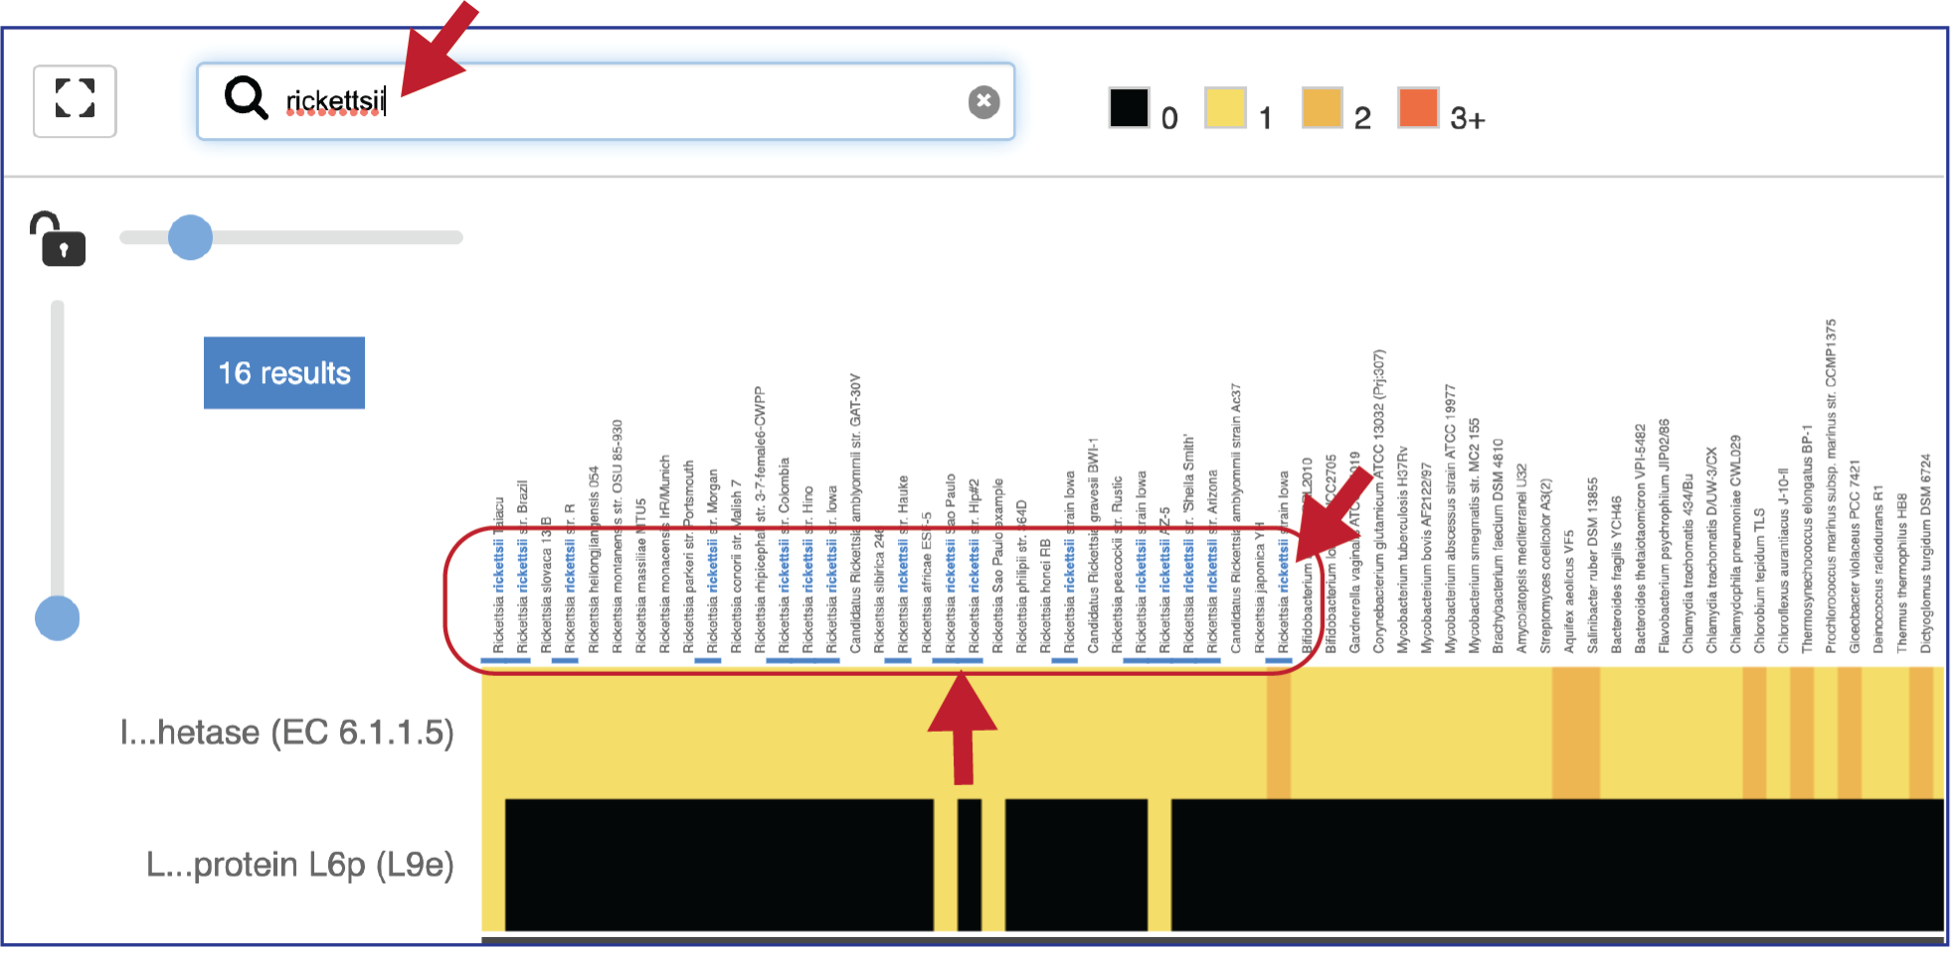 rickettsii
0
1
2
3+
16 results
Rickettsia rickettsii Taiacu
Rickettsia rickettsii str. Brazil
Rickettsia slovaca 13-B
Rickettsia rickettsii str. R
Rickettsia heilongjiangensis 054
Rickettsia montanensis str. OSU 85-930
Rickettsia massiliae MTU5
Rickettsia monacensis IrR/Munich
Rickettsia parkeri str. Portsmouth
Rickettsia rickettsii str. Morgan
Rickettsia conorii str. Malish 7
Rickettsia rhipicephali str. 3-7-female6-CWPP
Rickettsia rickettsii str. Colombia
Rickettsia rickettsii str. Hino
Rickettsia rickettsii str. Iowa
Candidatus Rickettsia amblyommii str. GAT-30V
Rickettsia sibirica 246
Rickettsia rickettsii str. Hauke
Rickettsia africae ESF-5
Rickettsia rickettsii Sao Paulo
Rickettsia rickettsii str. Hlp#2
Rickettsia Sao Paulo example
Rickettsia philipii str. 364D
Rickettsia honei RB
Rickettsia rickettsii strain Iowa
Candidatus Rickettsia gravesii BWI-1
Rickettsia peacockii str. Rustic
Rickettsia rickettsii strain Iowa
Rickettsia rickettsii AZ-5
Rickettsia rickettsii str. 'Sheila Smith'
Rickettsia rickettsii str. Arizona
Candidatus Rickettsia amblyommii strain Ac37
Rickettsia japonica YH
Rickettsia rickettsii strain Iowa
Bifidobacterium L2010
Bifidobacterium lo CC2705
Gardnerella vagina ATC 019
Corynebacterium glutamicum ATCC 13032 (Prj:307)
Mycobacterium tuberculosis H37Rv
Mycobacterium bovis AF2122/97
Mycobacterium abscessus strain ATCC 19977
Mycobacterium smegmatis str. MC2 155
Brachybacterium faecium DSM 4810
Amycolatopsis mediterranei U32
Streptomyces coelicolor A3(2)
Aquifex aeolicus VF5
Salinibacter ruber DSM 13855
Bacteroides fragilis YCH46
Bacteroides thetaiotaomicron VPI-5482
Flavobacterium psychrophilum JIP02/86
Chlamydia trachomatis 434/Bu
Chlamydia trachomatis D/UW-3/CX
Chlamydophila pneumoniae CWL029
Chlorobium tepidum TLS
Chloroflexus aurantiacus J-10-fl
Thermosynechococcus elongatus BP-1
Prochlorococcus marinus subsp. marinus str. CCMP1375
Gloeobacter violaceus PCC 7421
Deinococcus radiodurans R1
Thermus thermophilus HB8
Dictyoglomus turgidum DSM 6724
I...hetase (EC 6.1.1.5)
L...protein L6p (L9e)